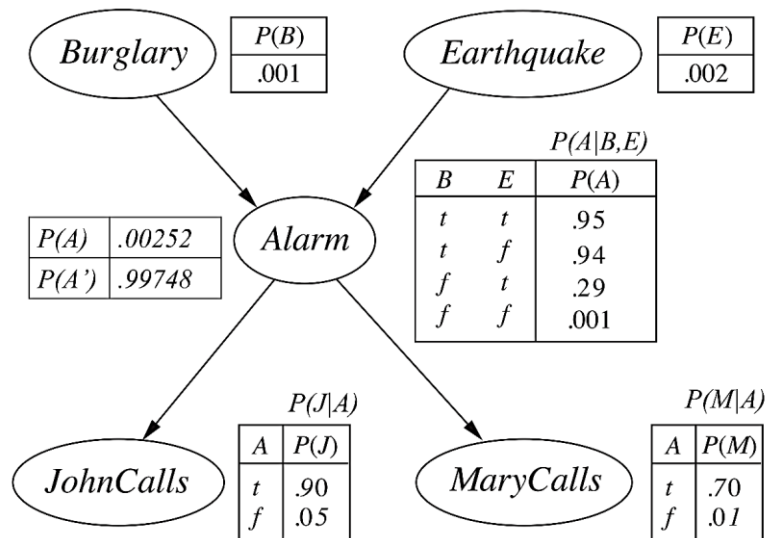 Burglary
P(B)
.001
Earthquake
P(E)
.002
P(A|B,E)
B E P(A)
t t .95
t f .94
f t .29
f f .001
Alarm
P(A) .00252
P(A’) .99748
P(J|A)
A P(J)
t .90
f .05
JohnCalls
P(M|A)
A P(M)
t .70
f .01
MaryCalls